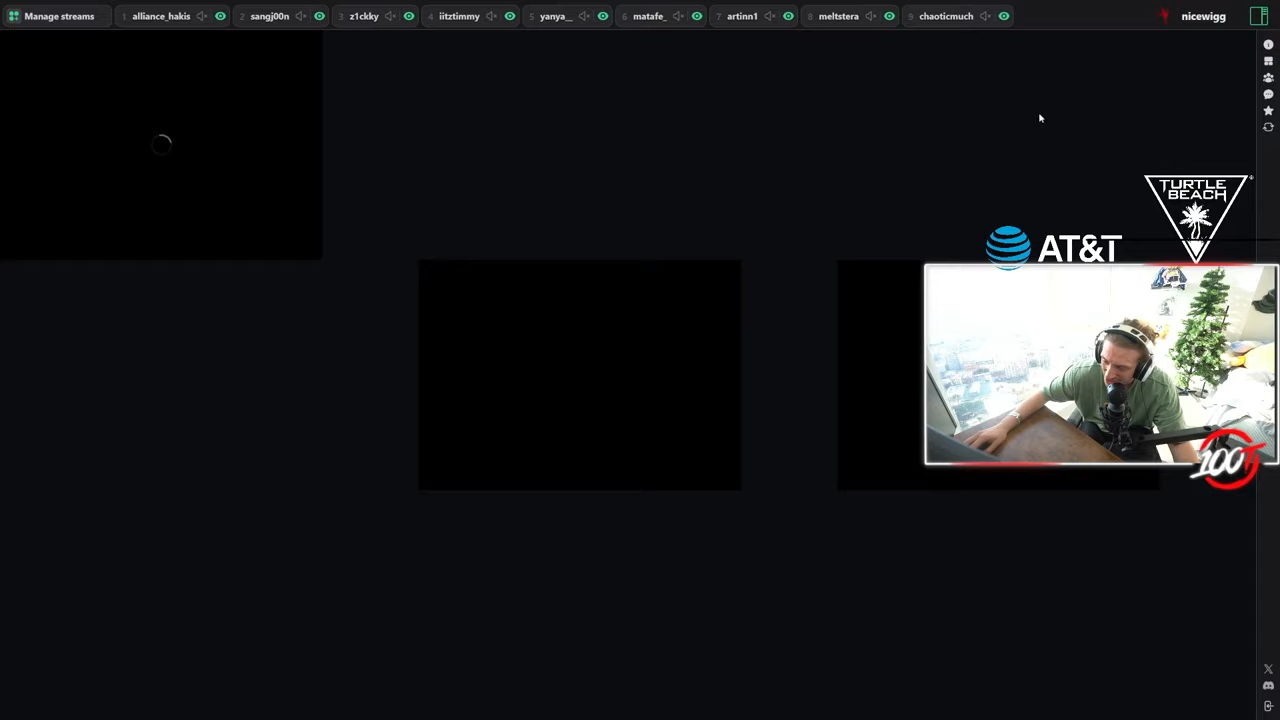 Manage streams 1 alliance_hakis 2 sangj00n 3 z1ckky 4 iitztimmy 5 yanya__ 6 matafe_ 7 artinn1 8 meltstera 9 chaoticmuch nicewigg
TURTLE
BEACH
AT&T
100T